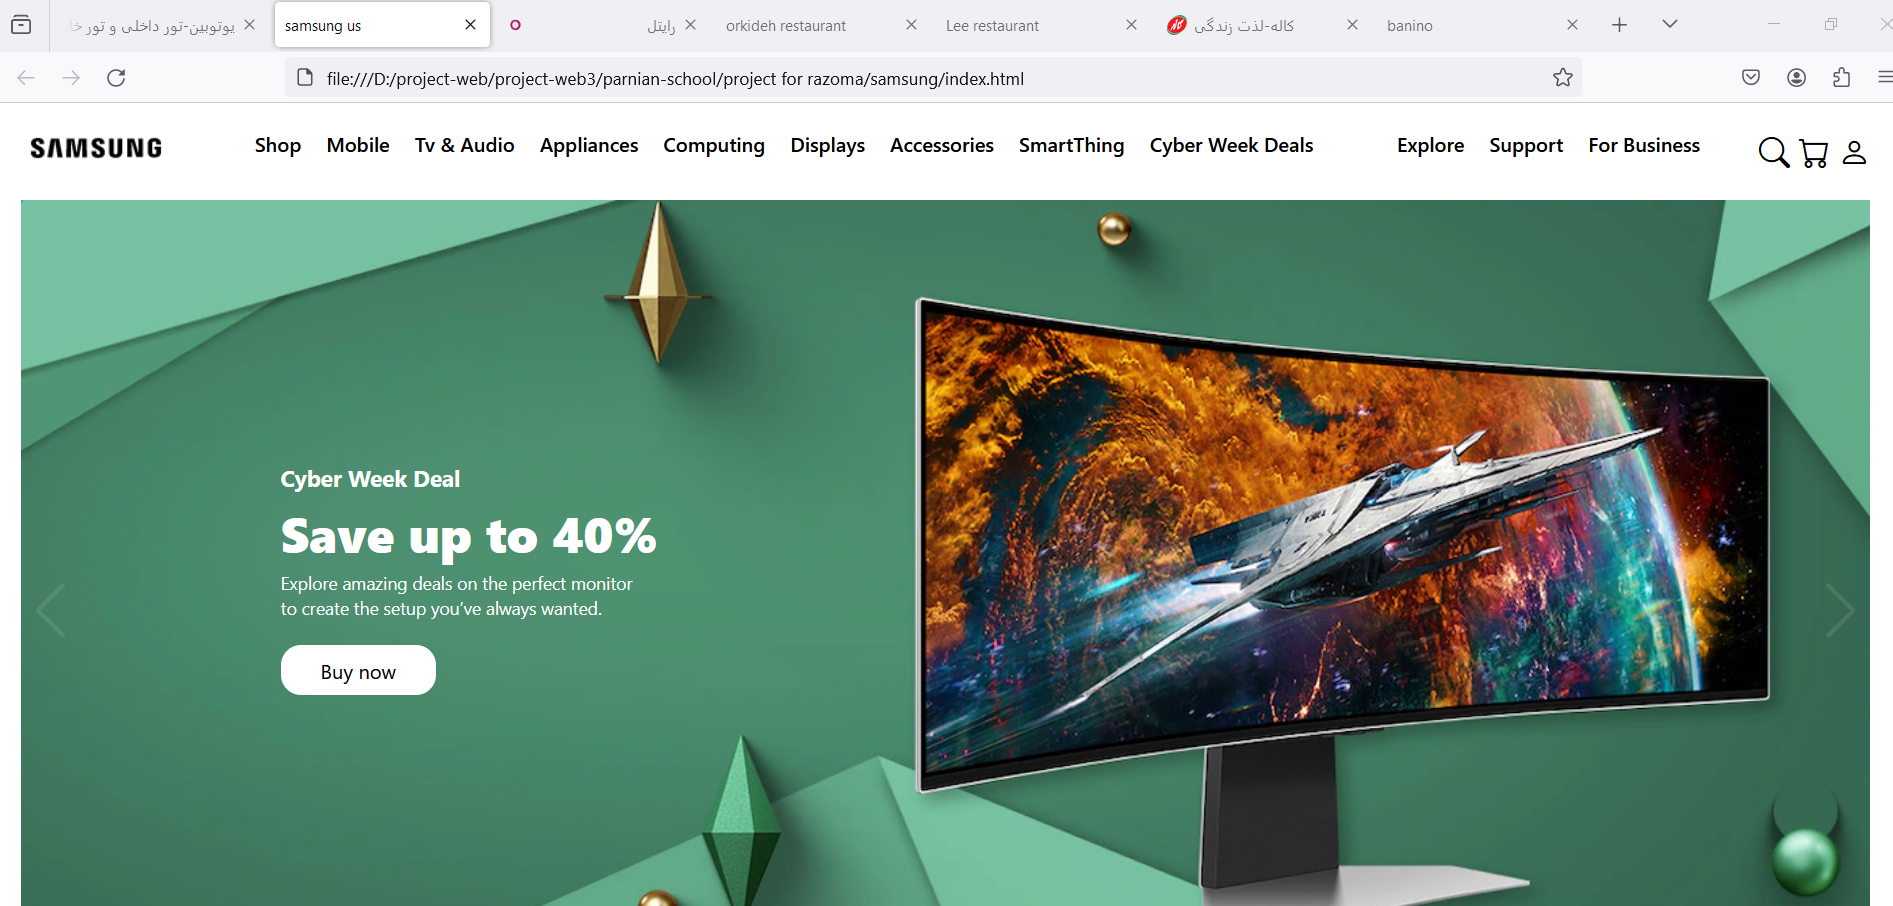 یوتوبین-تور داخلی و تور خا
samsung us
رایتل
orkideh restaurant
Lee restaurant
کاله-لذت زندگی
banino
file:///D:/project-web/project-web3/parnian-school/project for razoma/samsung/index.html
SAMSUNG Shop Mobile Tv & Audio Appliances Computing Displays Accessories SmartThing Cyber Week Deals Explore Support For Business
Cyber Week Deal
Save up to 40%
Explore amazing deals on the perfect monitor
to create the setup you’ve always wanted.
Buy now